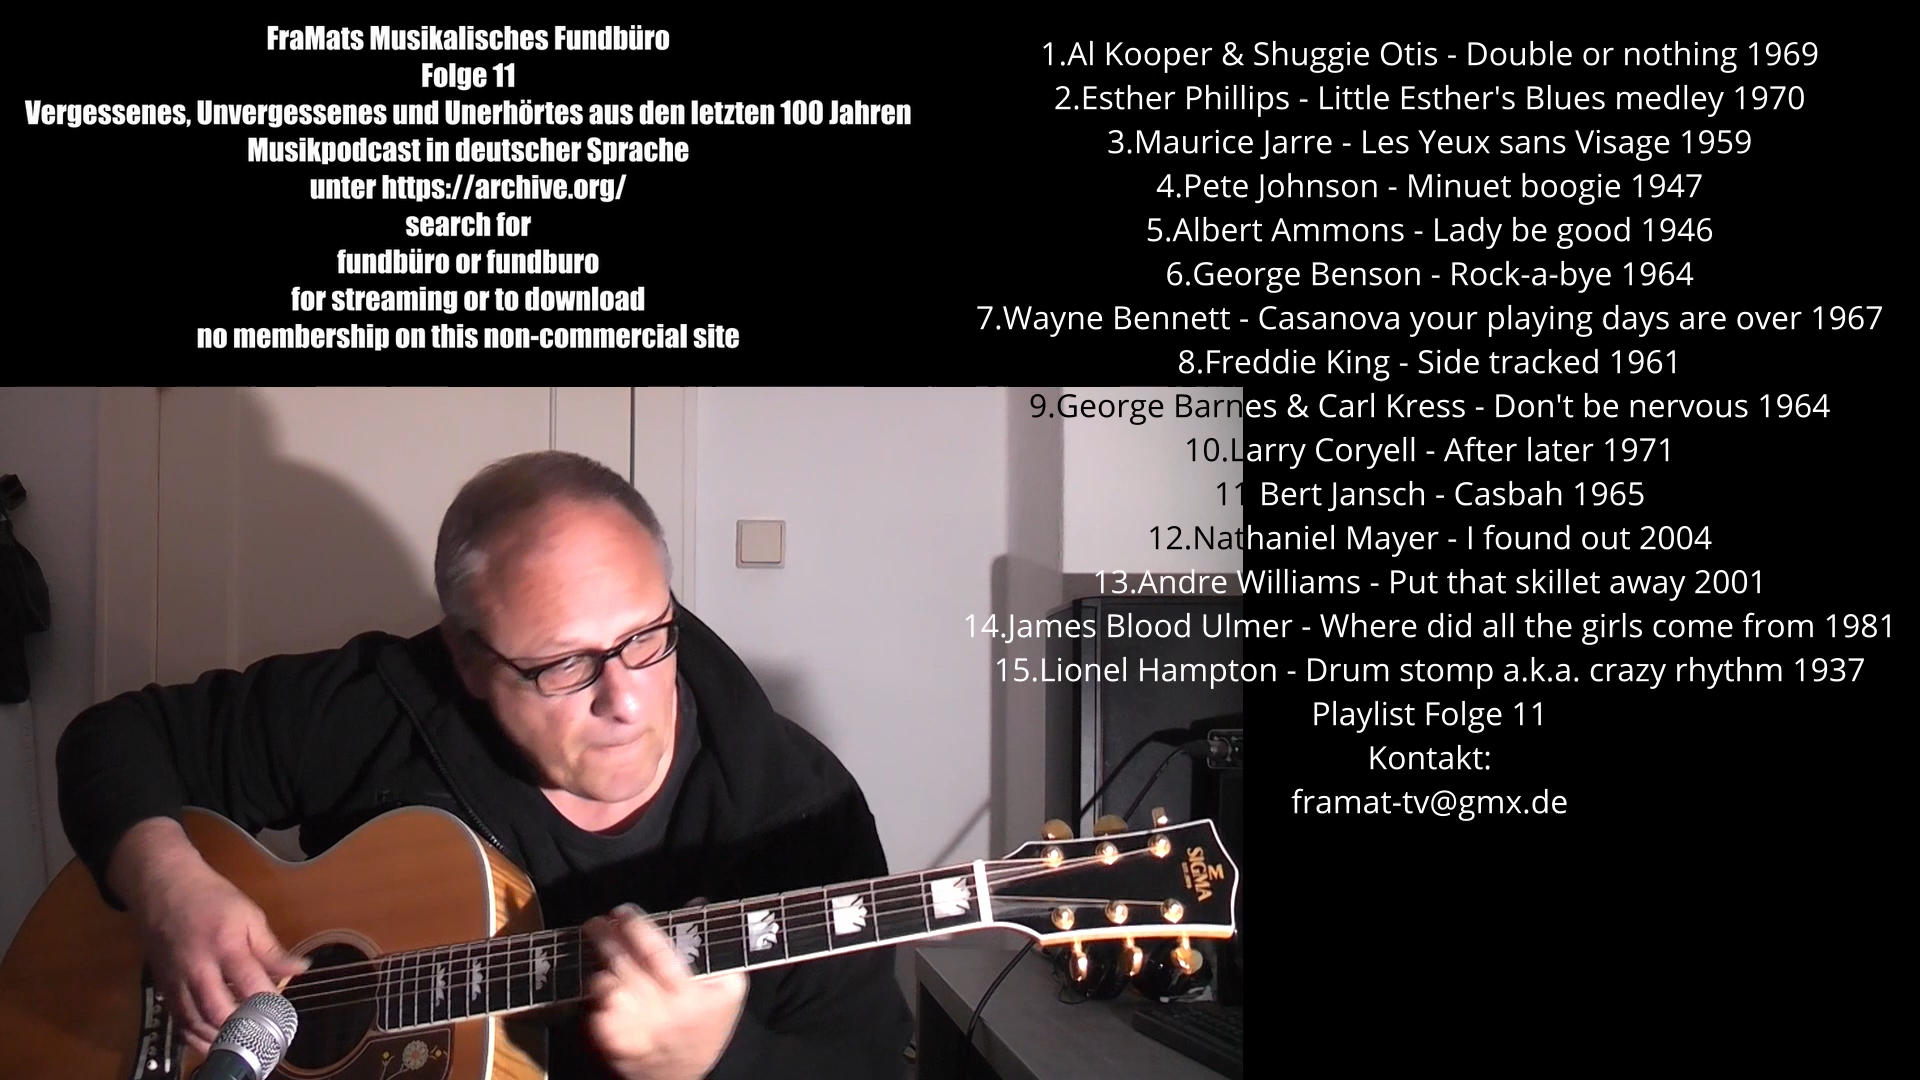 FraMats Musikalisches Fundbüro
Folge 11
Vergessenes, Unvergessenes und Unerhörtes aus den letzten 100 Jahren
Musikpodcast in deutscher Sprache
unter https://archive.org/
search for
fundbüro or fundburo
for streaming or to download
no membership on this non-commercial site
1.Al Kooper & Shuggie Otis - Double or nothing 1969
2.Esther Phillips - Little Esther's Blues medley 1970
3.Maurice Jarre - Les Yeux sans Visage 1959
4.Pete Johnson - Minuet boogie 1947
5.Albert Ammons - Lady be good 1946
6.George Benson - Rock-a-bye 1964
7.Wayne Bennett - Casanova your playing days are over 1967
8.Freddie King - Side tracked 1961
9.George Barnes & Carl Kress - Don't be nervous 1964
10.Larry Coryell - After later 1971
11 Bert Jansch - Casbah 1965
12.Nathaniel Mayer - I found out 2004
13.Andre Williams - Put that skillet away 2001
14.James Blood Ulmer - Where did all the girls come from 1981
15.Lionel Hampton - Drum stomp a.k.a. crazy rhythm 1937
Playlist Folge 11
Kontakt:
framat-tv@gmx.de
SIGMA